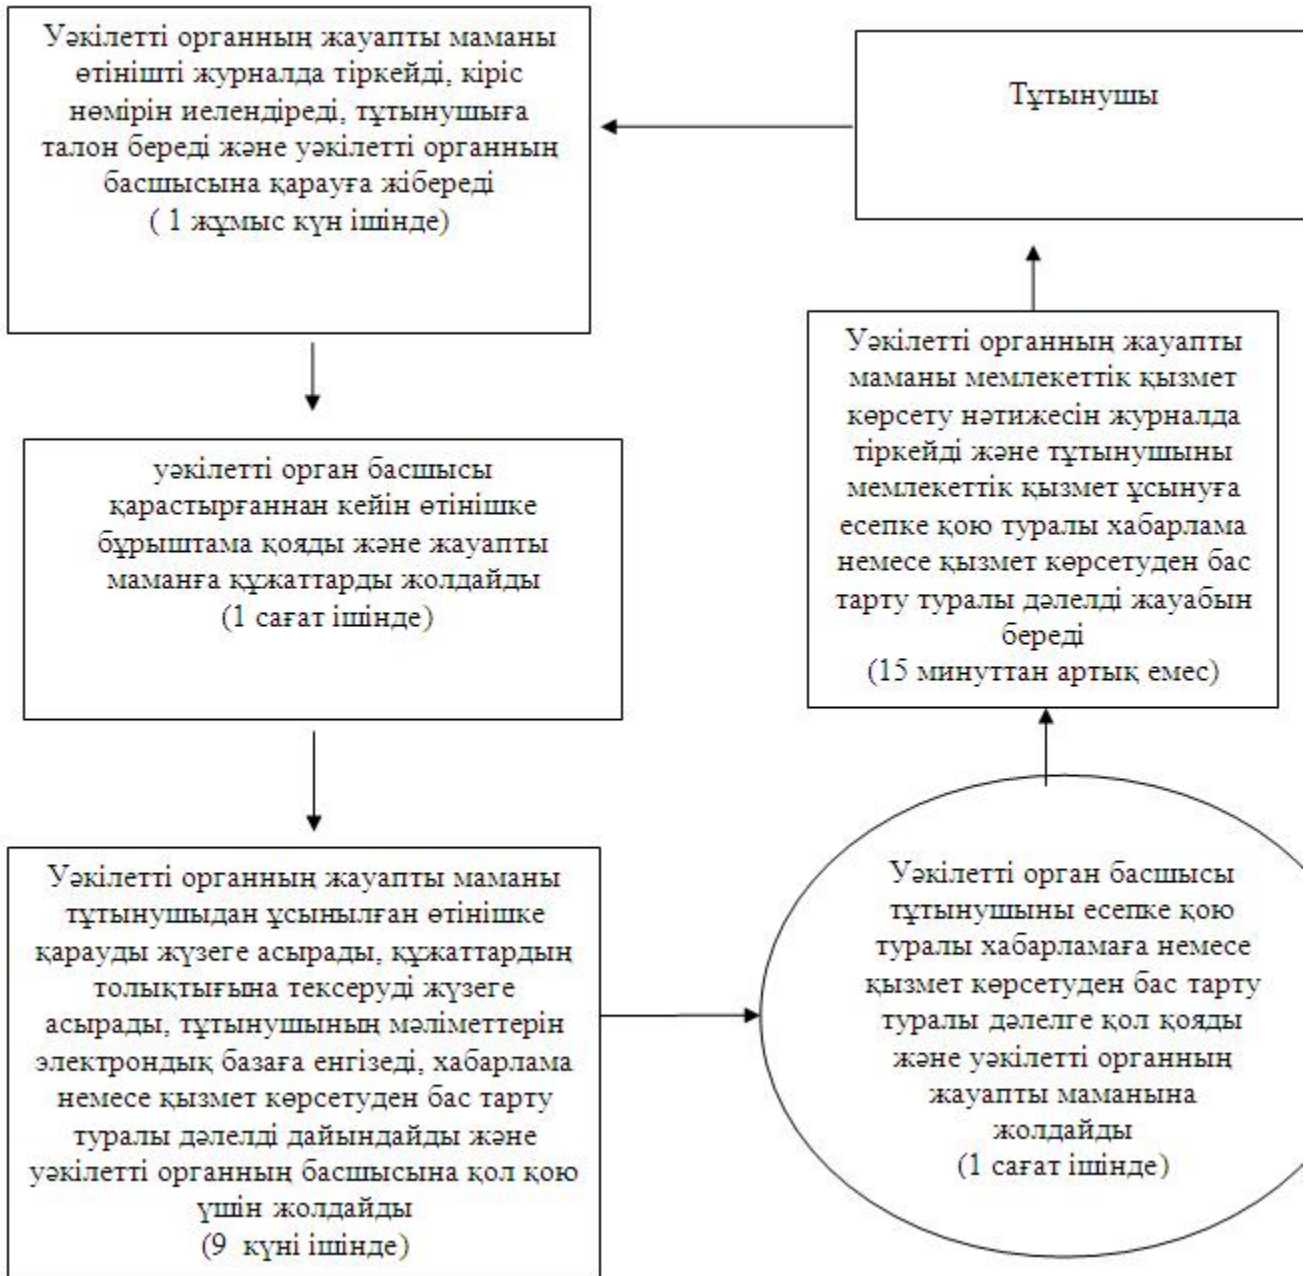 Уәкілетті органның жауапты маманы
өтінішті журналда тіркейді, кіріс
нөмірін иелендіреді, тұтынушыға
талон береді және уәкілетті органның
басшысына қарауға жібереді
( 1 жұмыс күн ішінде)
Тұтынушы
уәкілетті орган басшысы
қарастырғаннан кейін өтінішке
бұрыштама қояды және жауапты
маманға құжаттарды жолдайды
(1 сағат ішінде)
Уәкілетті органның жауапты маманы
тұтынушыдан ұсынылған өтінішке
қарауды жүзеге асырады, құжаттардың
толықтығына тексеруді жүзеге
асырады, тұтынушының мәліметтерін
электрондық базаға енгізеді, хабарлама
немесе қызмет көрсетуден бас тарту
туралы дәлелді дайындайды және
уәкілетті органның басшысына қол қою
үшін жолдайды
(9 күні ішінде)
Уәкілетті орган басшысы
тұтынушыны есепке қою
туралы хабарламаға немесе
қызмет көрсетуден бас тарту
туралы дәлелге қол қояды
және уәкілетті органның
жауапты маманына
жолдайды
(1 сағат ішінде)
Уәкілетті органның жауапты
маманы мемлекеттік қызмет
көрсету нәтижесін журналда
тіркейді және тұтынушыны
мемлекеттік қызмет ұсынуға
есепке қою туралы хабарлама
немесе қызмет көрсетуден бас
тарту туралы дәлелді жауабын
береді
(15 минуттан артық емес)